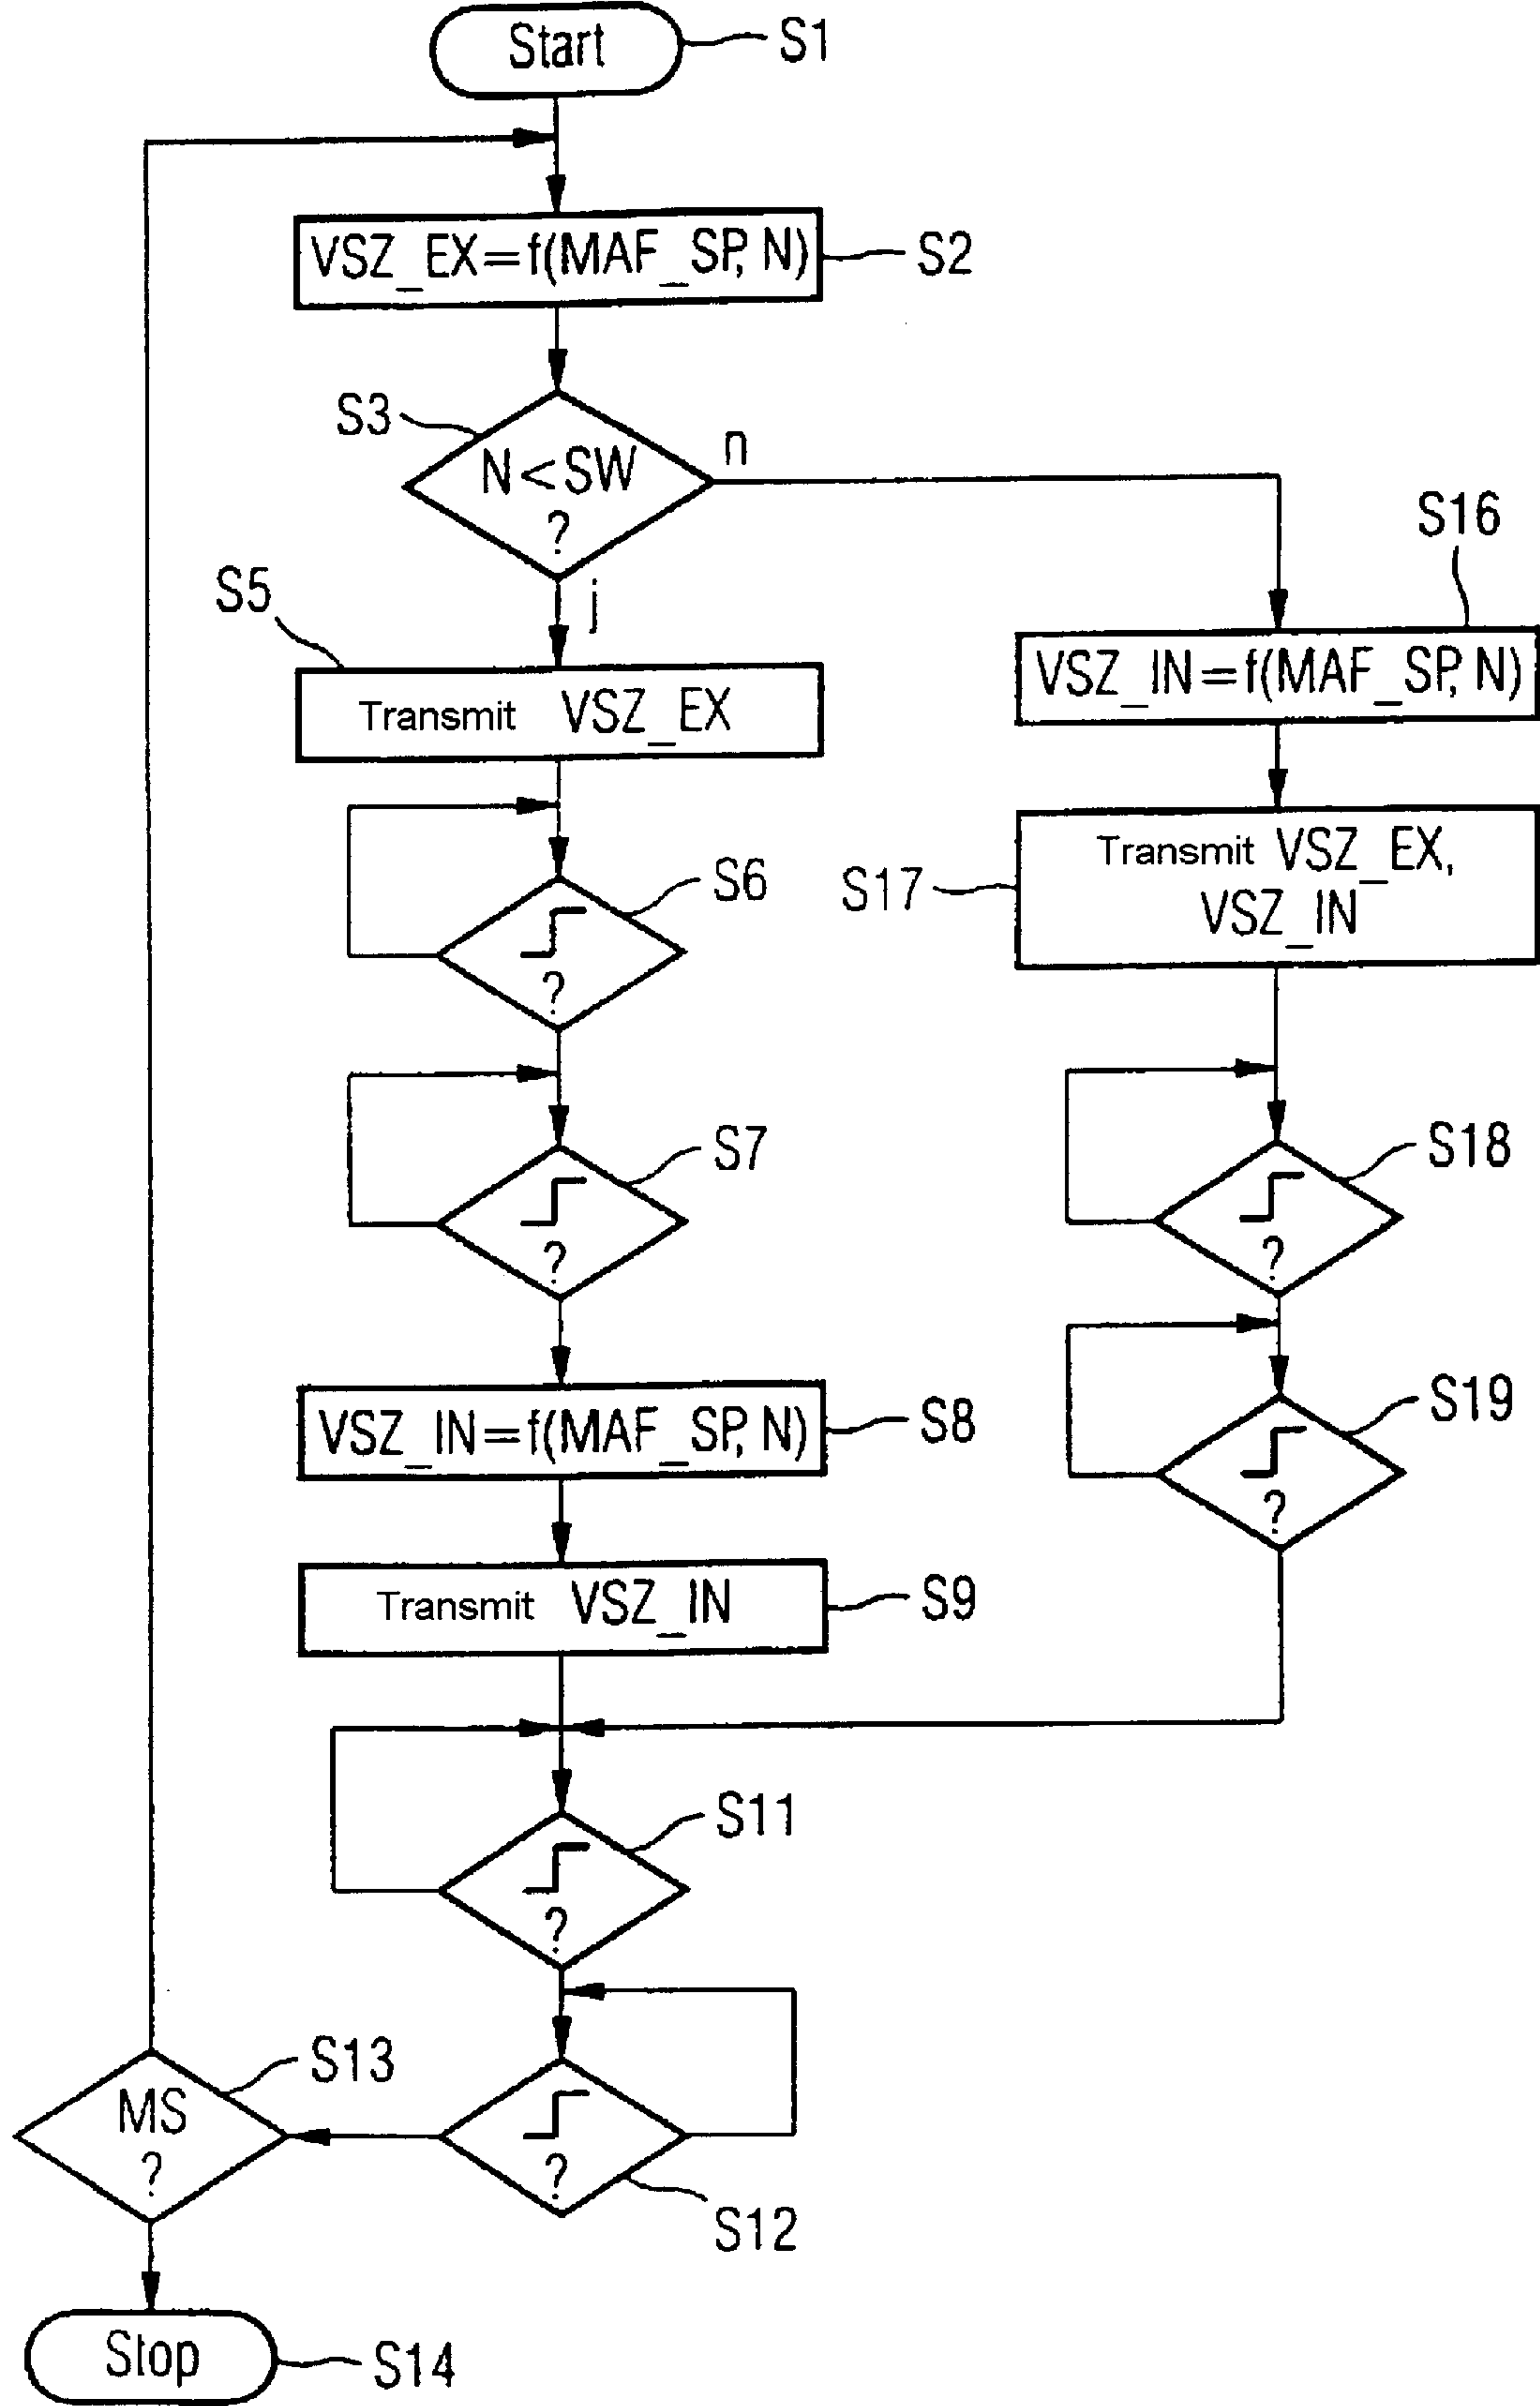 Start
S1
VSZ_EX=f(MAF_SP, N)
S2
S3
N<SW
?
n
j
S16
VSZ_IN=f(MAF_SP, N)
S5
Transmit VSZ_EX
S17
Transmit VSZ_EX,
VSZ_IN
S6
?
S7
?
S18
?
S19
?
VSZ_IN=f(MAF_SP, N)
S8
Transmit VSZ_IN
S9
S11
?
S12
?
S13
MS
?
Stop
S14